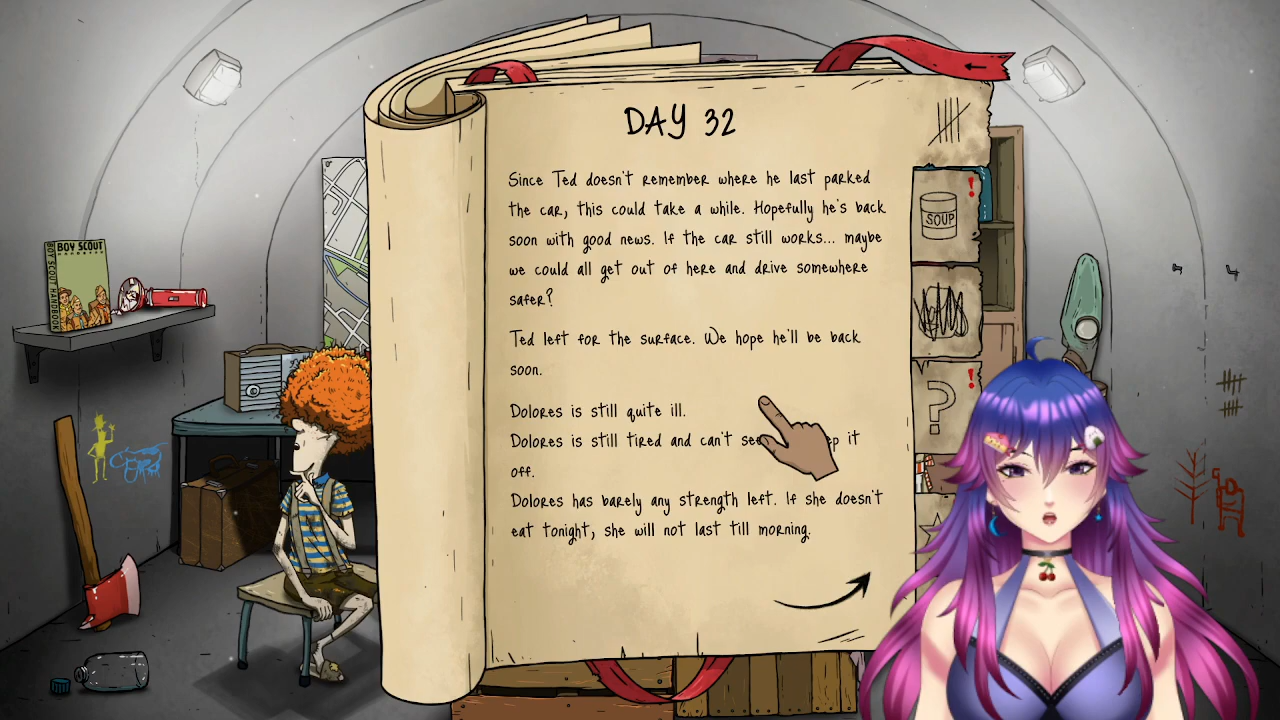 DAY 32
Since Ted doesn't remember where he last parked
the car, this could take a while. Hopefully he's back
soon with good news. If the car still works... maybe
we could all get out of here and drive somewhere
safer?
Ted left for the surface. We hope he'll be back
soon.
Dolores is still quite ill.
Dolores is still tired and can't it
off.
Dolores has barely any strength left. If she doesn't
eat tonight, she will not last till morning.
SOUP
!
?
!
BOY SCOUT
BOY SCOUT HANDBOOK